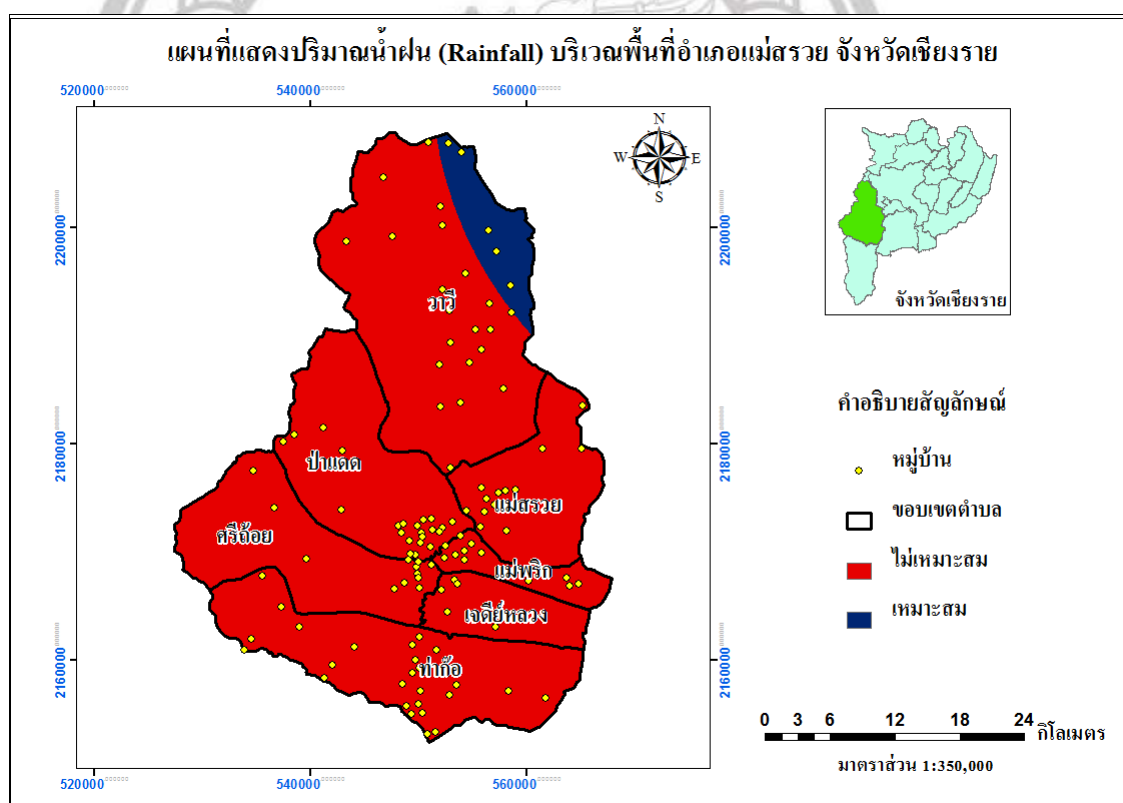 แผนที่แสดงปริมาณน้ำฝน (Rainfall) บริเวณพื้นที่อำเภอแม่สรวย จังหวัดเชียงราย
520000 540000 560000
N
W E
S
2200000 2200000
วาวี
จังหวัดเชียงราย
คำอธิบายสัญลักษณ์
2180000 2180000
หมู่บ้าน
ป่าแดด
แม่สรวย
ขอบเขตตำบล
ศรีถ้อย
ไม่เหมาะสม
แม่พริก
เจดีย์หลวง
เหมาะสม
2160000 2160000
ท่าก๊อ
0 3 6 12 18 24 กิโลเมตร
มาตราส่วน 1:350,000
520000 540000 560000